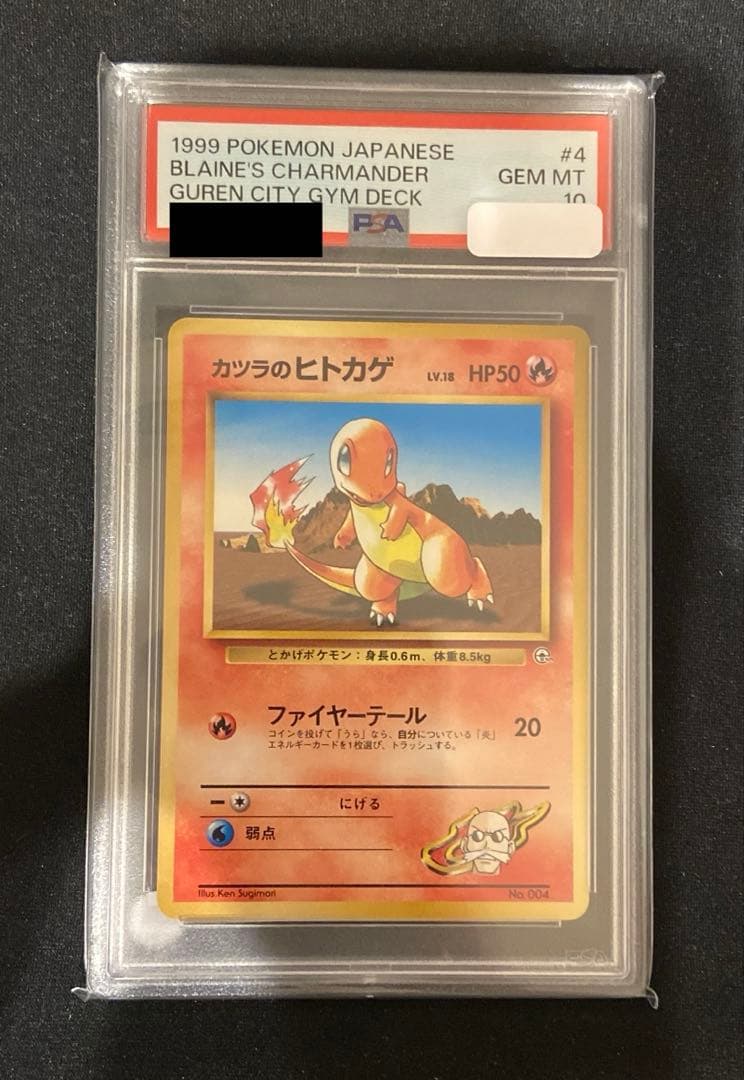 1999 POKEMON JAPANESE #4
BLAINE'S CHARMANDER GEM MT
GUREN CITY GYM DECK 10
PSA
カツラのヒトカゲ LV.18 HP50
とかげポケモン：身長0.6m、体重8.5kg
ファイヤーテール 20
コインを投げて「うら」なら、自分についている「炎」
エネルギーカードを1枚選び、トラッシュする。
にげる
弱点
Illus.Ken Sugimori No.004
PSA